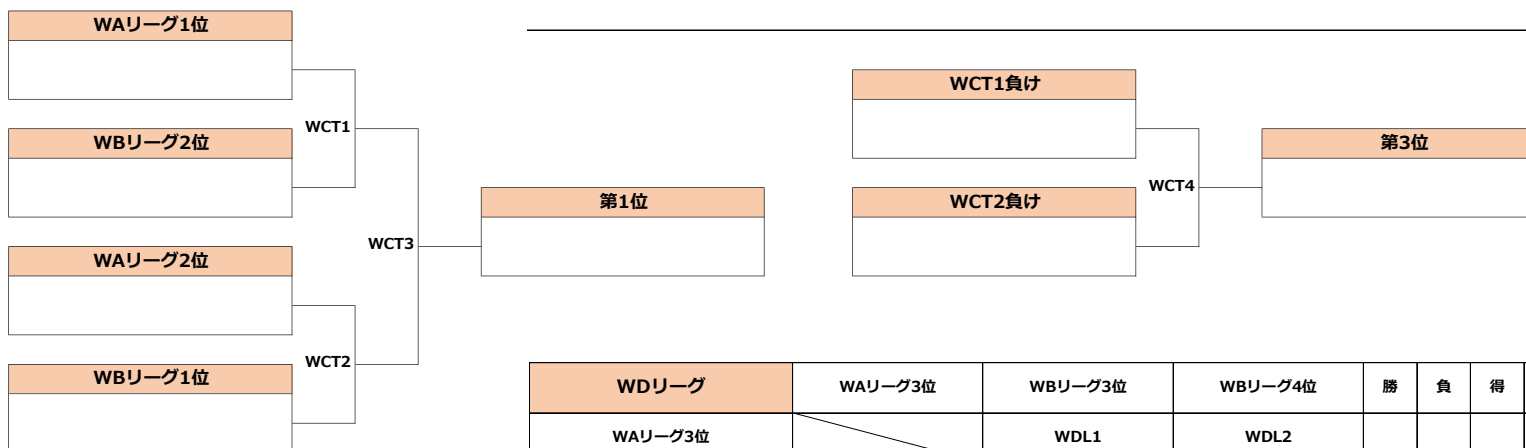 WAリーグ1位
WCT1
WBリーグ2位
WCT3
WAリーグ2位
WCT2
WBリーグ1位
第1位
WCT1負け
WCT4
WCT2負け
第3位
WDリーグ WAリーグ3位 WBリーグ3位 WBリーグ4位 勝 負 得
WAリーグ3位 WDL1 WDL2